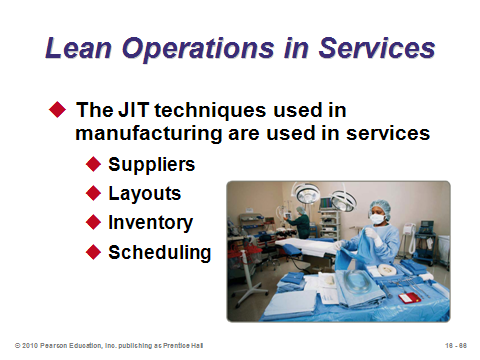 Lean Operations in Services
The JIT techniques used in
manufacturing are used in services
Suppliers
Layouts
Inventory
Scheduling
© 2010 Pearson Education, Inc. publishing as Prentice Hall
16 - 66